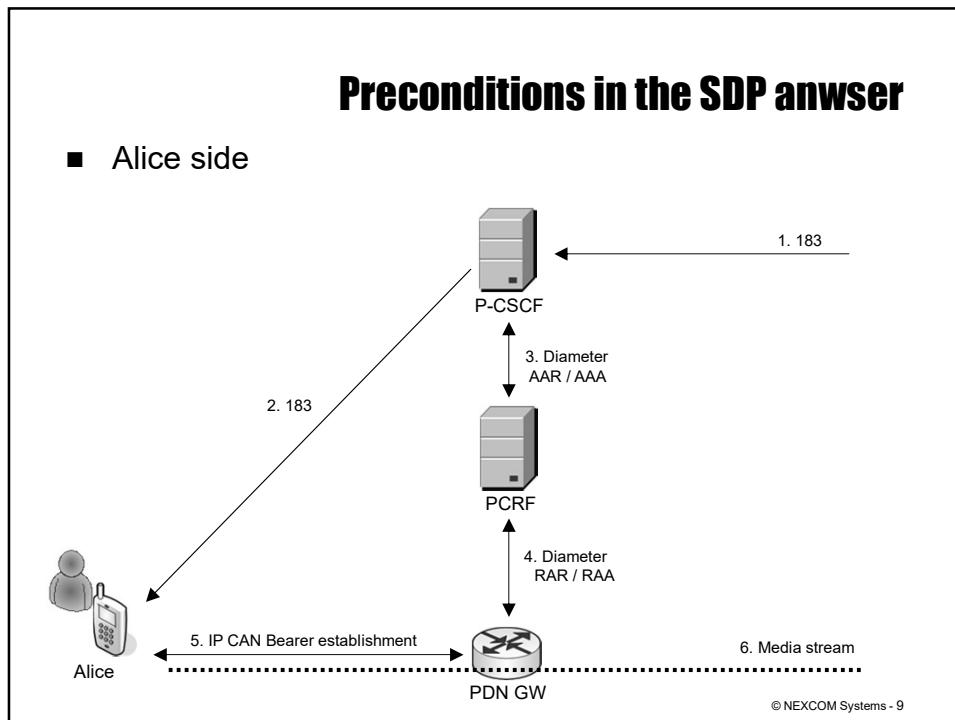 Preconditions in the SDP anwser
Alice side
1. 183
P-CSCF
3. Diameter
AAR / AAA
2. 183
PCRF
4. Diameter
RAR / RAA
5. IP CAN Bearer establishment
6. Media stream
Alice
PDN GW
© NEXCOM Systems - 9